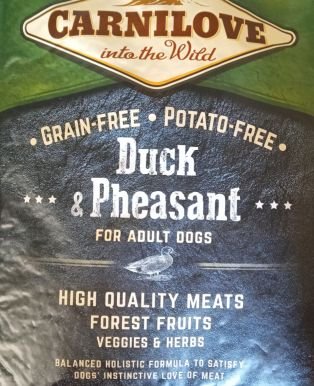 CARNILOVE
into the Wild
• GRAIN-FREE • POTATO-FREE •
Duck
& Pheasant
FOR ADULT DOGS
HIGH QUALITY MEATS
FOREST FRUITS
VEGGIES & HERBS
BALANCED HOLISTIC FORMULA TO SATISFY
DOGS' INSTINCTIVE LOVE OF MEAT